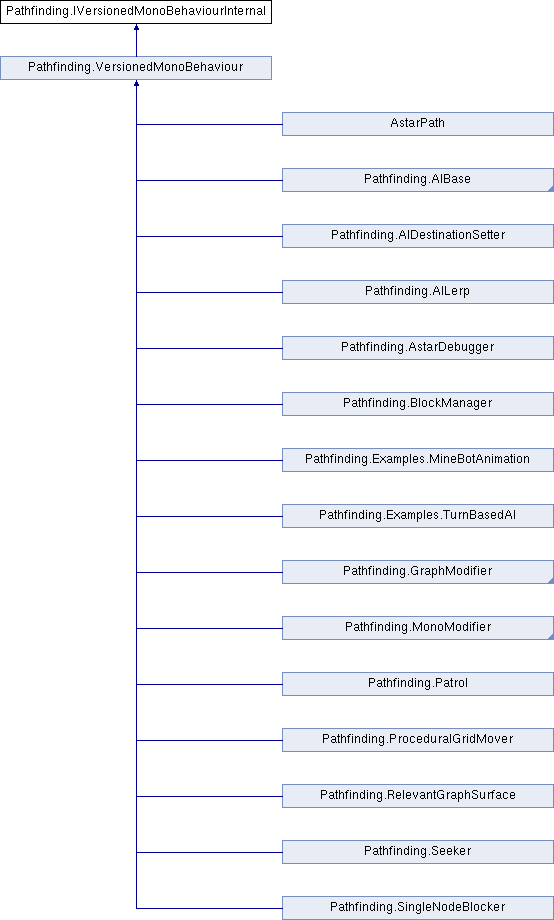 Pathfinding.IVersionedMonoBehaviourInternal
Pathfinding.VersionedMonoBehaviour
AstarPath
Pathfinding.AIBase
Pathfinding.AIDestinationSetter
Pathfinding.AILerp
Pathfinding.AstarDebugger
Pathfinding.BlockManager
Pathfinding.Examples.MineBotAnimation
Pathfinding.Examples.TurnBasedAI
Pathfinding.GraphModifier
Pathfinding.MonoModifier
Pathfinding.Patrol
Pathfinding.ProceduralGridMover
Pathfinding.RelevantGraphSurface
Pathfinding.Seeker
Pathfinding.SingleNodeBlocker